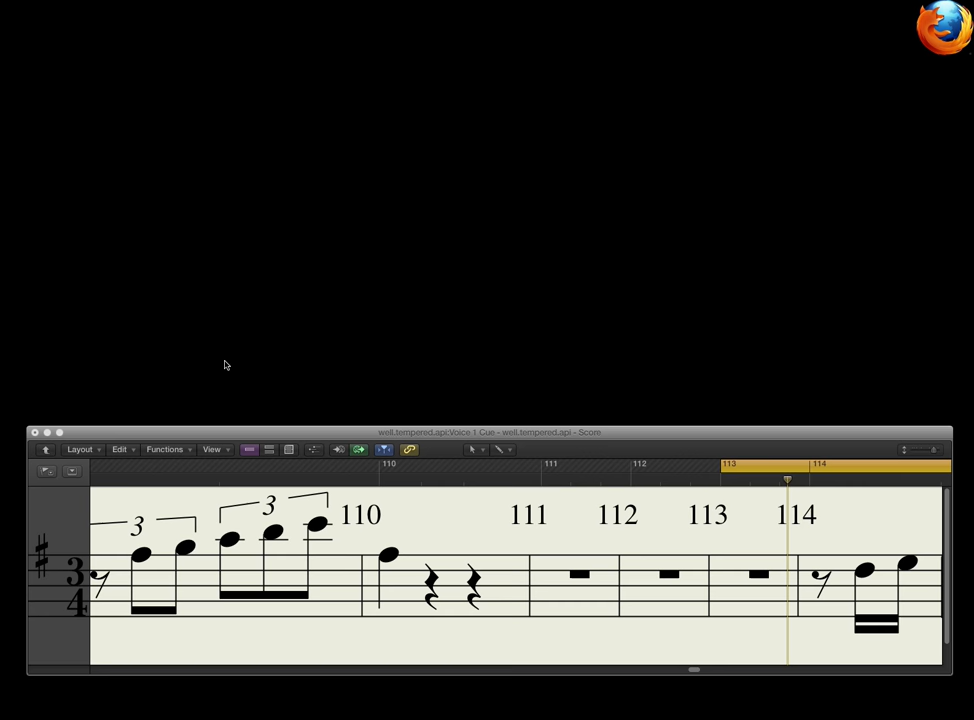 well.tempered.api:Voice 1 Cue - well.tempered.api - Score
Layout Edit Functions View
110 111 112 113 114
3 3 110 111 112 113 114
3
4